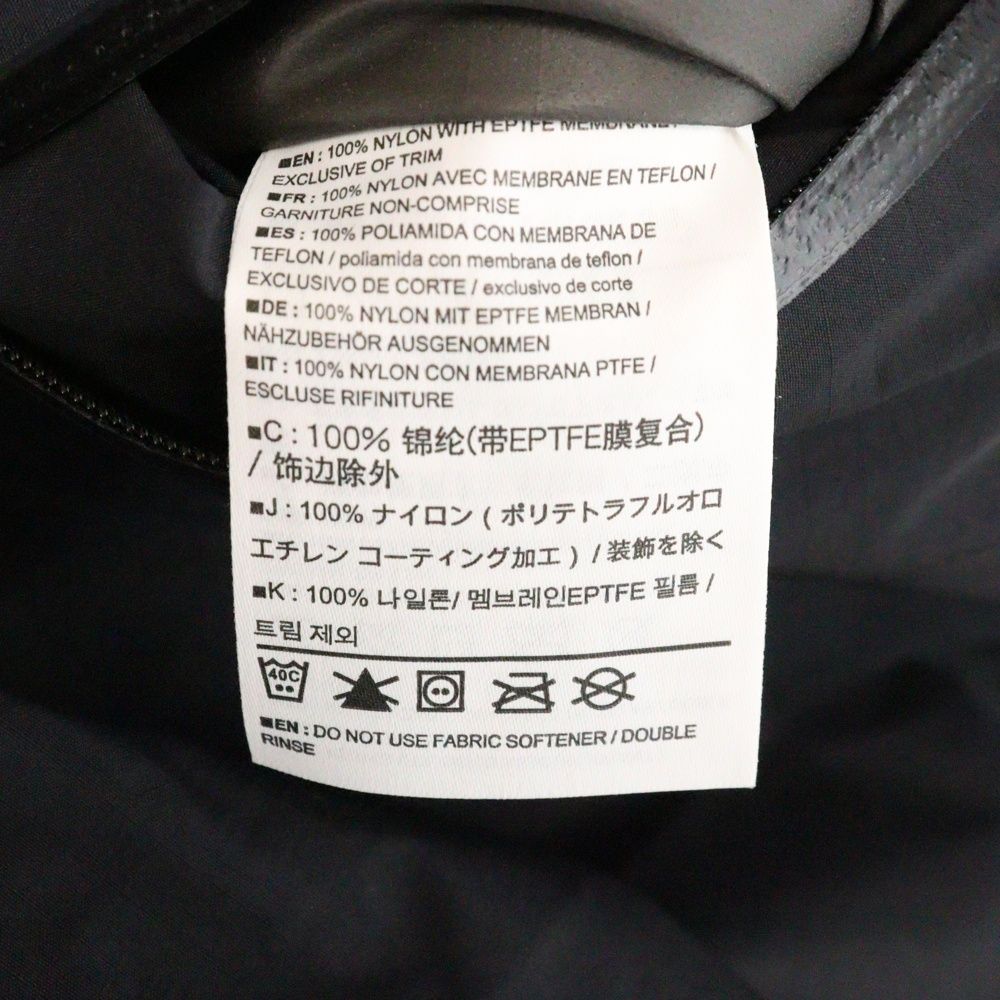 EN : 100% NYLON WITH EPTFE MEMBRANE /
EXCLUSIVE OF TRIM
FR : 100% NYLON AVEC MEMBRANE EN TEFLON /
GARNITURE NON-COMPRISE
ES : 100% POLIAMIDA CON MEMBRANA DE
TEFLON / poliamida con membrana de teflon /
EXCLUSIVO DE CORTE / exclusivo de corte
DE : 100% NYLON MIT EPTFE MEMBRAN /
NÄHZUBEHÖR AUSGENOMMEN
IT : 100% NYLON CON MEMBRANA PTFE /
ESCLUSE RIFINITURE
C : 100% 锦纶(带EPTFE膜复合)
/ 饰边除外
J : 100% ナイロン ( ポリテトラフルオロ
エチレン コーティング加工 ) / 装飾を除く
K : 100% 나일론/ 멤브레인EPTFE 필름 /
트림 제외
40C
EN : DO NOT USE FABRIC SOFTENER / DOUBLE
RINSE